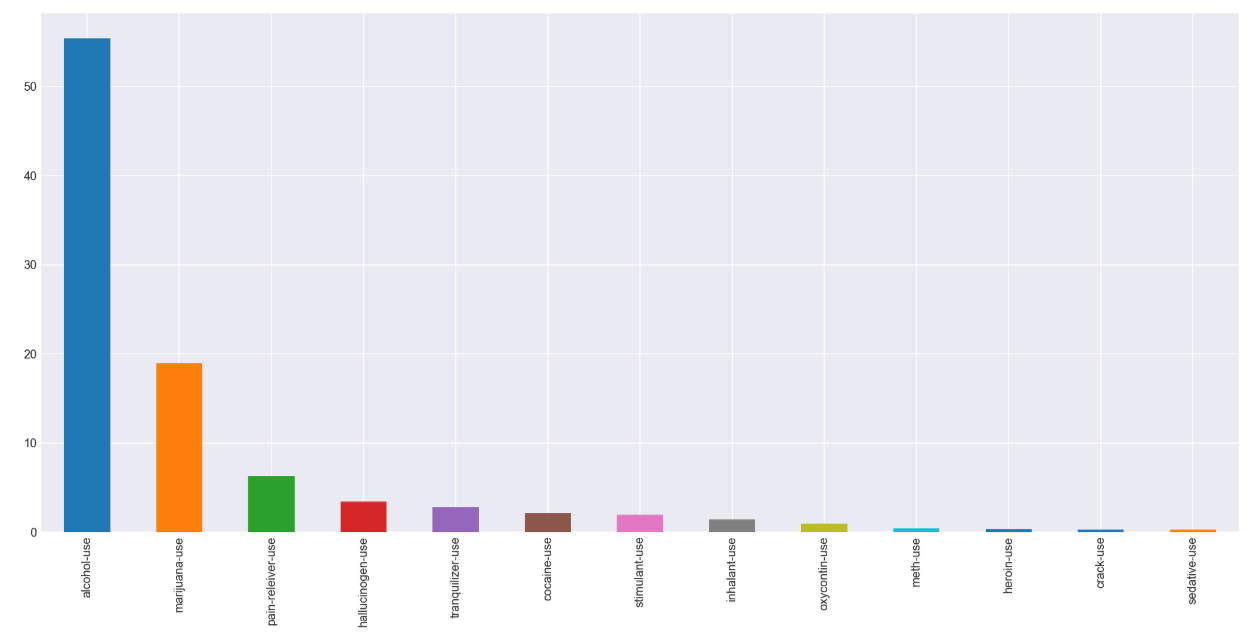 50
40
30
20
10
0
alcohol-use
marijuana-use
pain-releiver-use
hallucinogen-use
tranquilizer-use
cocaine-use
stimulant-use
inhalant-use
oxycontin-use
meth-use
heroin-use
crack-use
sedative-use